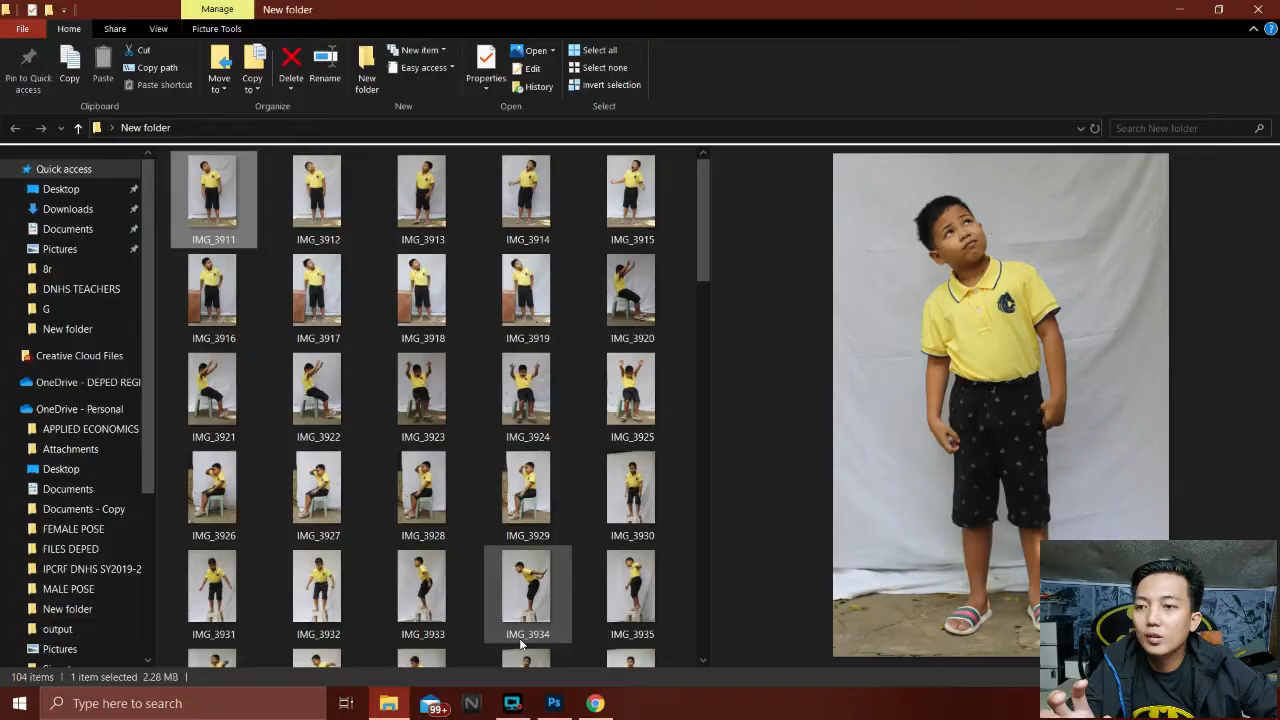 Manage
New folder
File
Home
Share
View
Picture Tools
Pin to Quick
access
Copy
Paste
Cut
Copy path
Paste shortcut
Clipboard
Move
to
Copy
to
Delete
Rename
Organize
New
folder
New item
Easy access
New
Properties
Open
Edit
History
Open
Select all
Select none
Invert selection
Select
New folder
Search New folder
Quick access
Desktop
Downloads
Documents
Pictures
8r
DNHS TEACHERS
G
New folder
Creative Cloud Files
OneDrive - DEPED REGI
OneDrive - Personal
APPLIED ECONOMICS
Attachments
Desktop
Documents
Documents - Copy
FEMALE POSE
FILES DEPED
IPCRF DNHS SY2019-2
MALE POSE
New folder
output
Pictures
IMG_3911 IMG_3912 IMG_3913 IMG_3914 IMG_3915
IMG_3916 IMG_3917 IMG_3918 IMG_3919 IMG_3920
IMG_3921 IMG_3922 IMG_3923 IMG_3924 IMG_3925
IMG_3926 IMG_3927 IMG_3928 IMG_3929 IMG_3930
IMG_3931 IMG_3932 IMG_3933 IMG_3934 IMG_3935
104 items
1 item selected 2.28 MB
Type here to search
99+
N
Ps